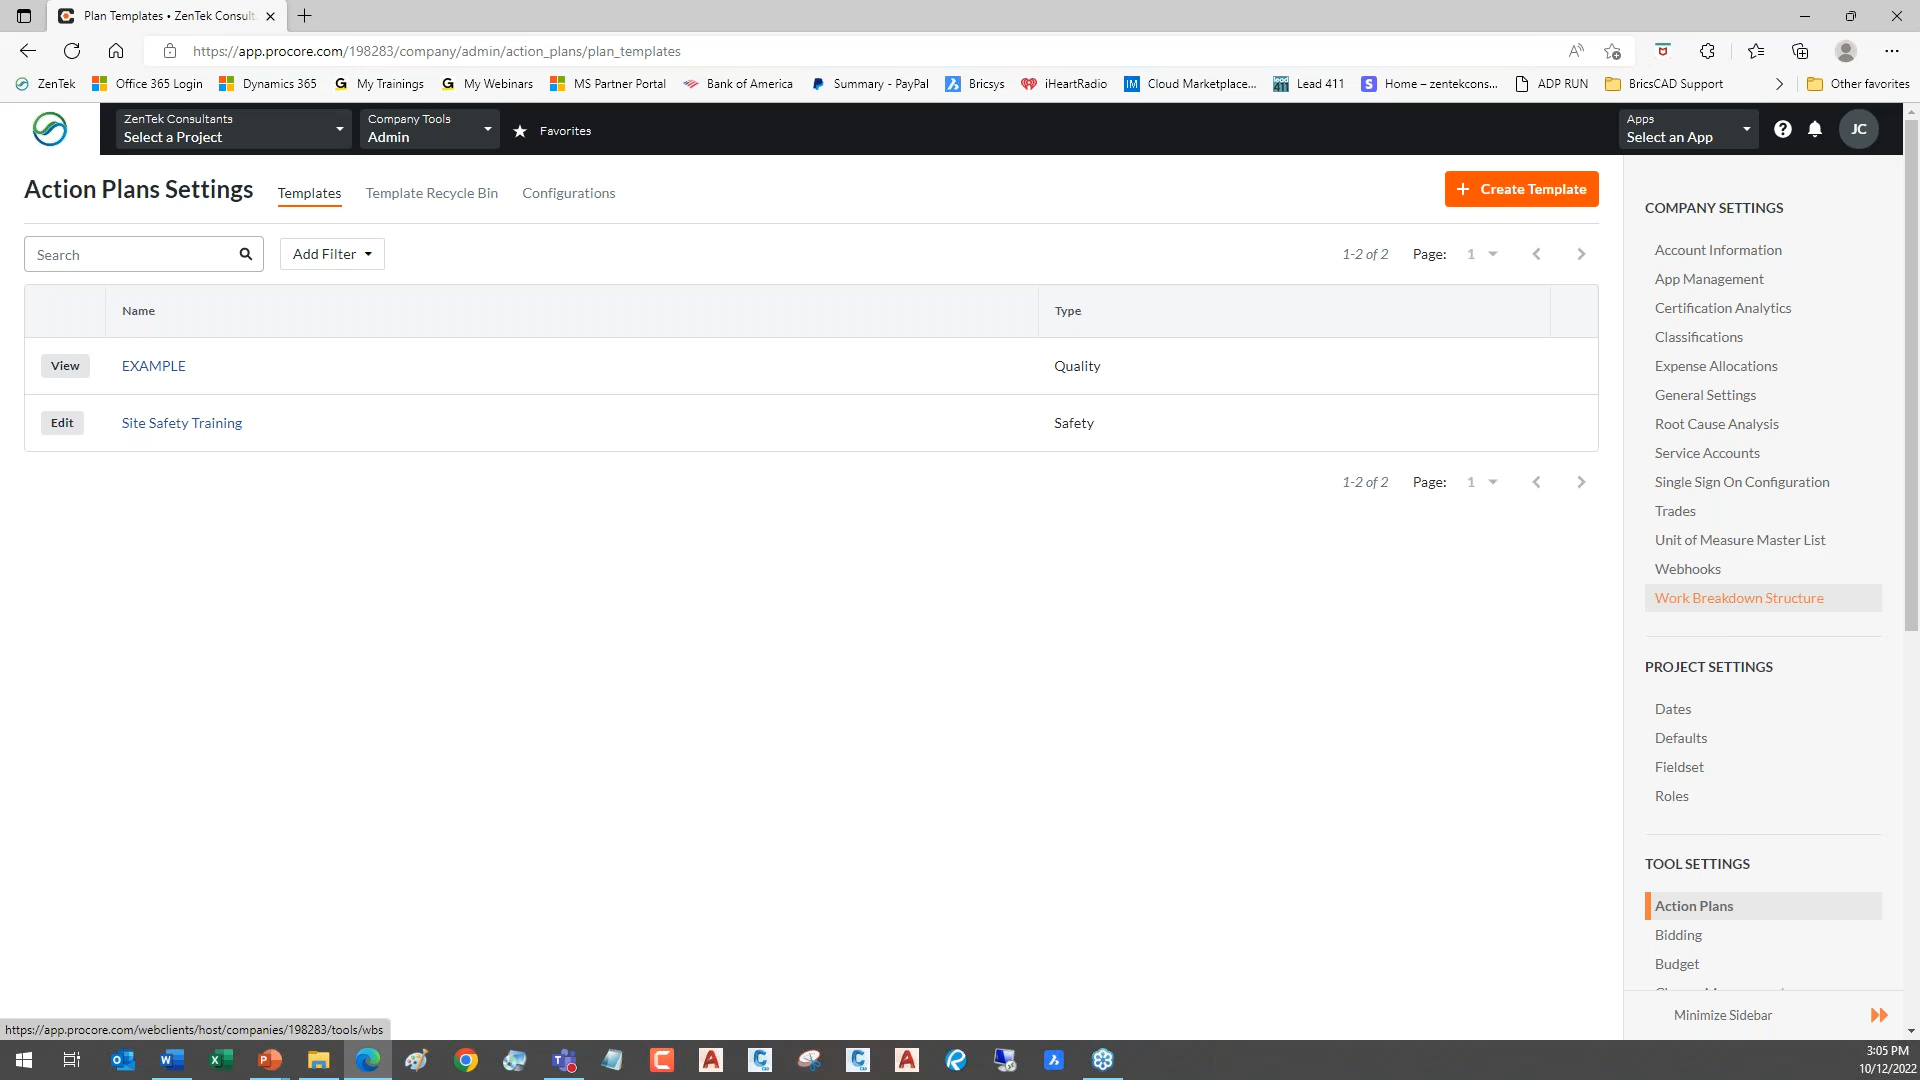 Plan Templates • ZenTek Consult
https://app.procore.com/198283/company/admin/action_plans/plan_templates
ZenTek
Office 365 Login
Dynamics 365
My Trainings
My Webinars
MS Partner Portal
Bank of America
Summary - PayPal
Bricsys
iHeartRadio
Cloud Marketplace...
Lead 411
Home – zentekcons...
ADP RUN
BricsCAD Support
Other favorites
ZenTek Consultants
Select a Project
Company Tools
Admin
Favorites
Apps
Select an App
JC
Action Plans Settings
Templates
Template Recycle Bin
Configurations
Create Template
Search
Add Filter
1-2 of 2
Page:
1
Name
Type
View
EXAMPLE
Quality
Edit
Site Safety Training
Safety
1-2 of 2
Page:
1
COMPANY SETTINGS
Account Information
App Management
Certification Analytics
Classifications
Expense Allocations
General Settings
Root Cause Analysis
Service Accounts
Single Sign On Configuration
Trades
Unit of Measure Master List
Webhooks
Work Breakdown Structure
PROJECT SETTINGS
Dates
Defaults
Fieldset
Roles
TOOL SETTINGS
Action Plans
Bidding
Budget
Minimize Sidebar
https://app.procore.com/webclients/host/companies/198283/tools/wbs
3:05 PM
10/12/2022